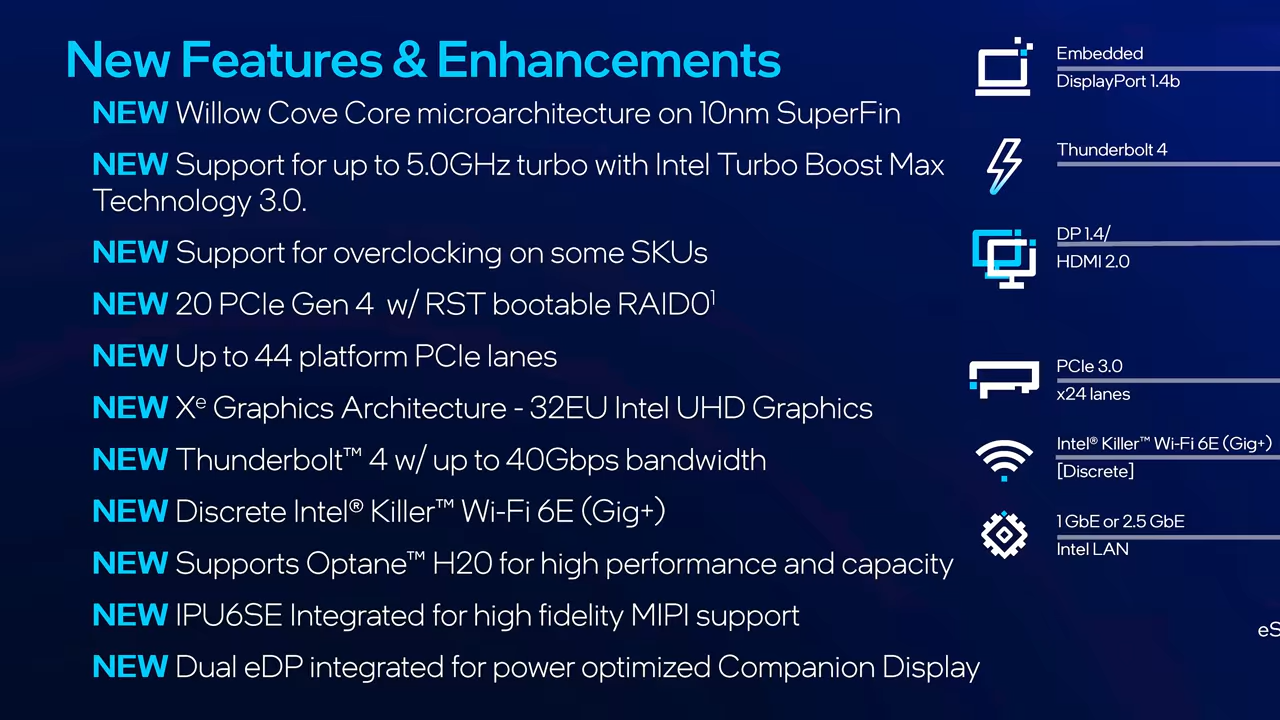 New Features & Enhancements
NEW Willow Cove Core microarchitecture on 10nm SuperFin
NEW Support for up to 5.0GHz turbo with Intel Turbo Boost Max
Technology 3.0.
NEW Support for overclocking on some SKUs
NEW 20 PCIe Gen 4 w/ RST bootable RAID0¹
NEW Up to 44 platform PCIe lanes
NEW Xᵉ Graphics Architecture - 32EU Intel UHD Graphics
NEW Thunderbolt™ 4 w/ up to 40Gbps bandwidth
NEW Discrete Intel® Killer™ Wi-Fi 6E (Gig+)
NEW Supports Optane™ H20 for high performance and capacity
NEW IPU6SE Integrated for high fidelity MIPI support
NEW Dual eDP integrated for power optimized Companion Display
Embedded
DisplayPort 1.4b
Thunderbolt 4
DP 1.4/
HDMI 2.0
PCIe 3.0
x24 lanes
Intel® Killer™ Wi-Fi 6E (Gig+)
[Discrete]
1 GbE or 2.5 GbE
Intel LAN